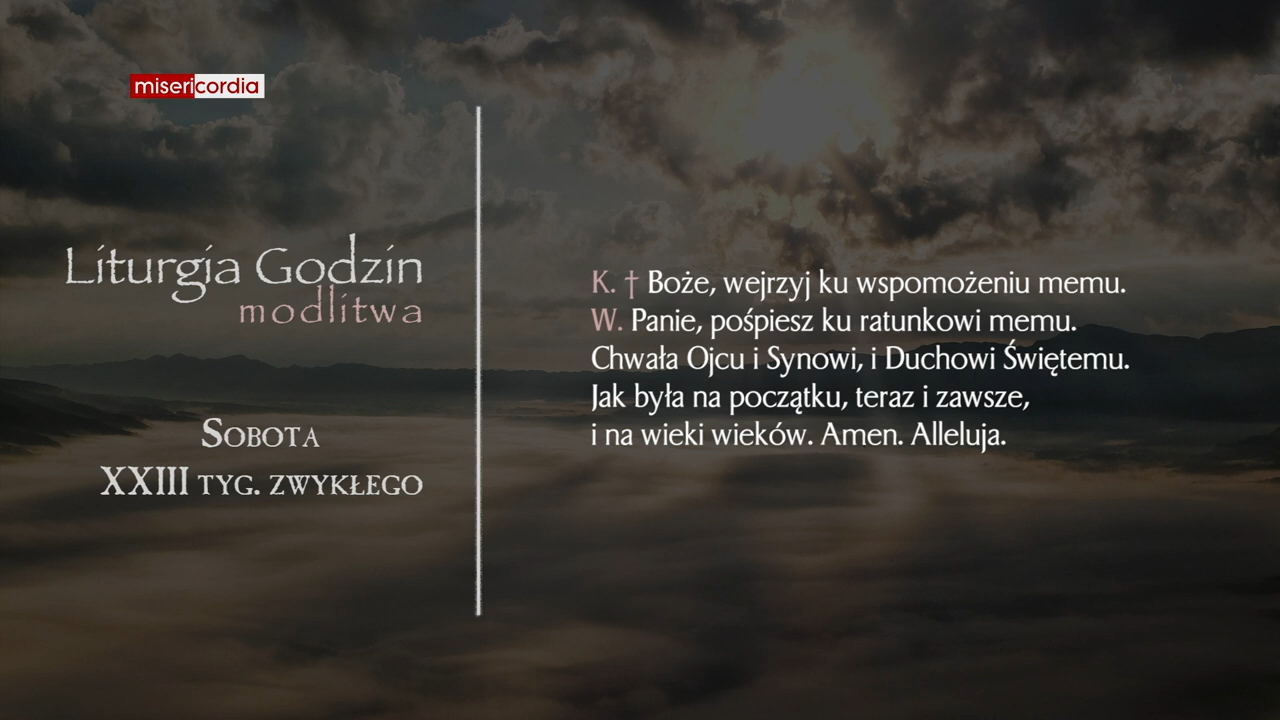 misericordia
Liturgia Godzin
modlitwa
Sobota
XXIII tyg. zwykłego
K. † Boże, wejrzyj ku wspomożeniu memu.
W. Panie, pośpiesz ku ratunkowi memu.
Chwała Ojcu i Synowi, i Duchowi Świętemu.
Jak była na początku, teraz i zawsze,
i na wieki wieków. Amen. Alleluja.